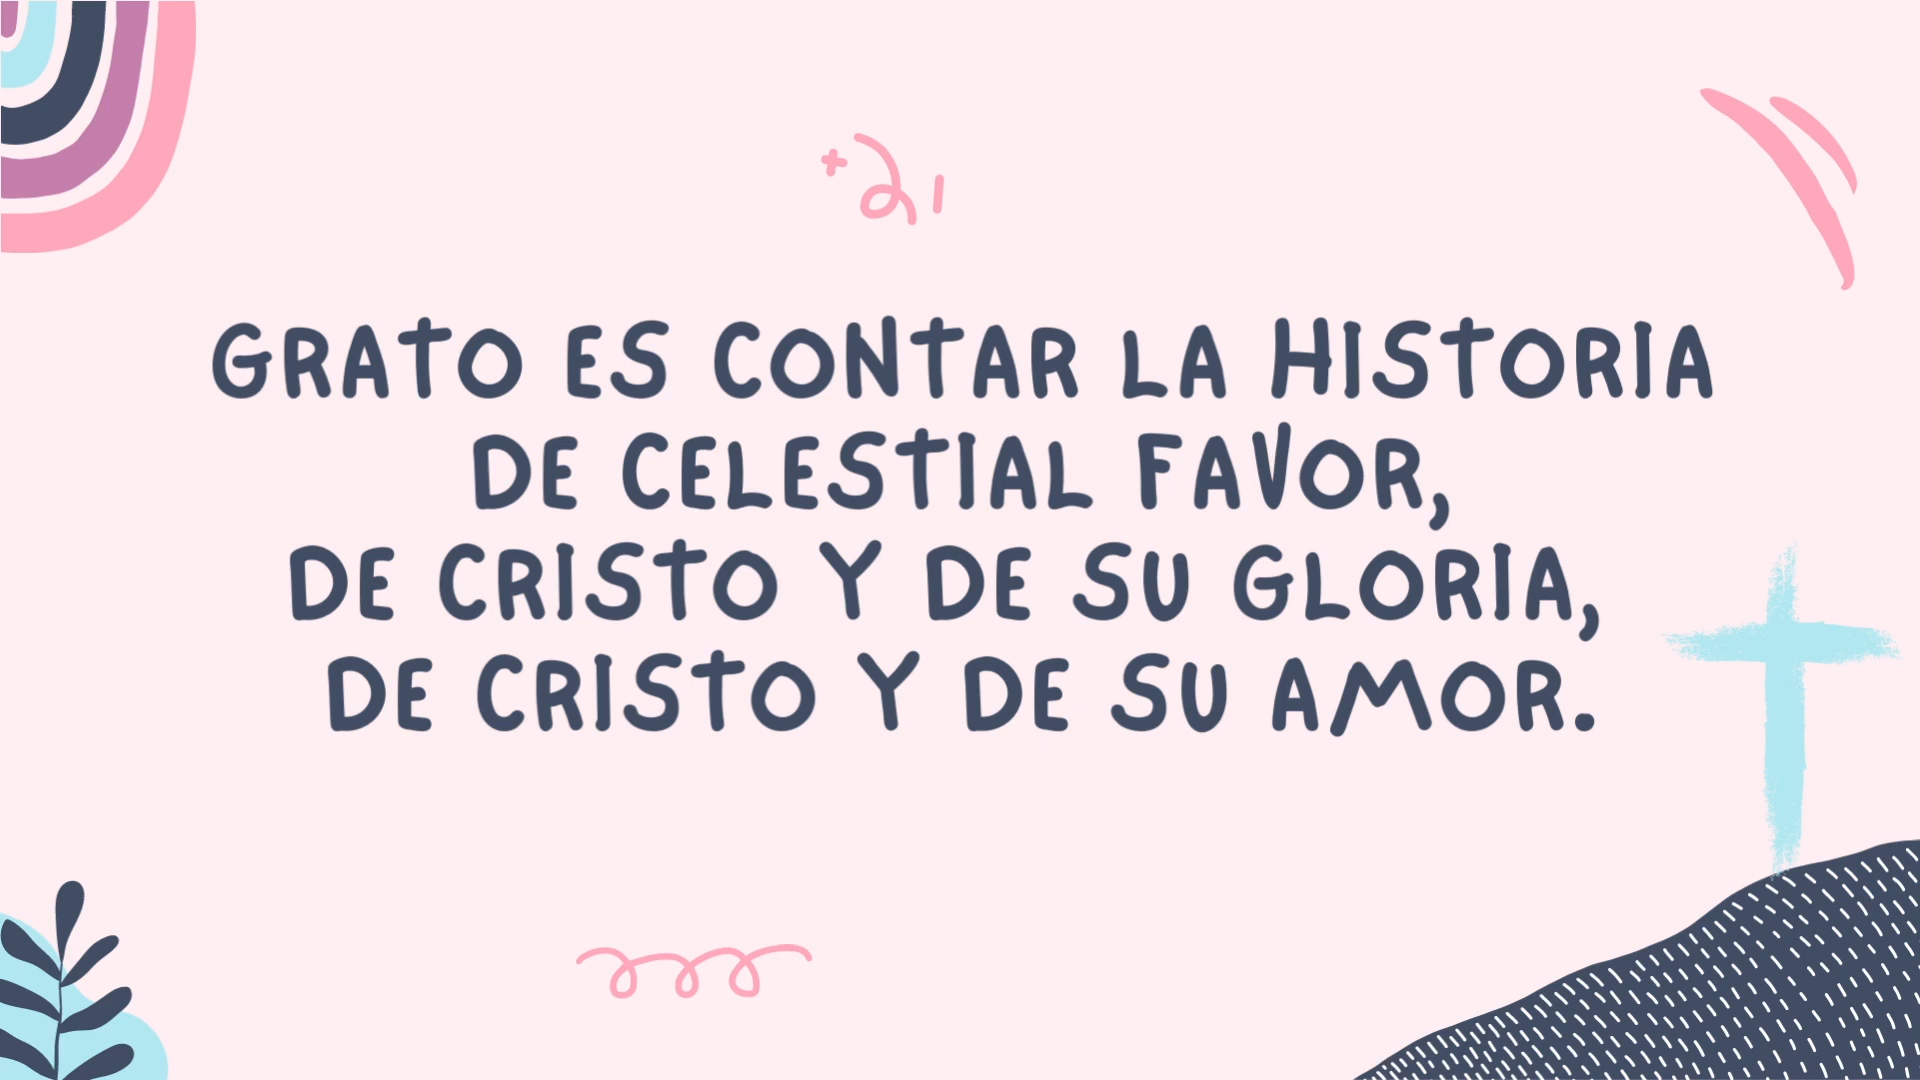 GRATO ES CONTAR LA HISTORIA
DE CELESTIAL FAVOR,
DE CRISTO Y DE SU GLORIA,
DE CRISTO Y DE SU AMOR.